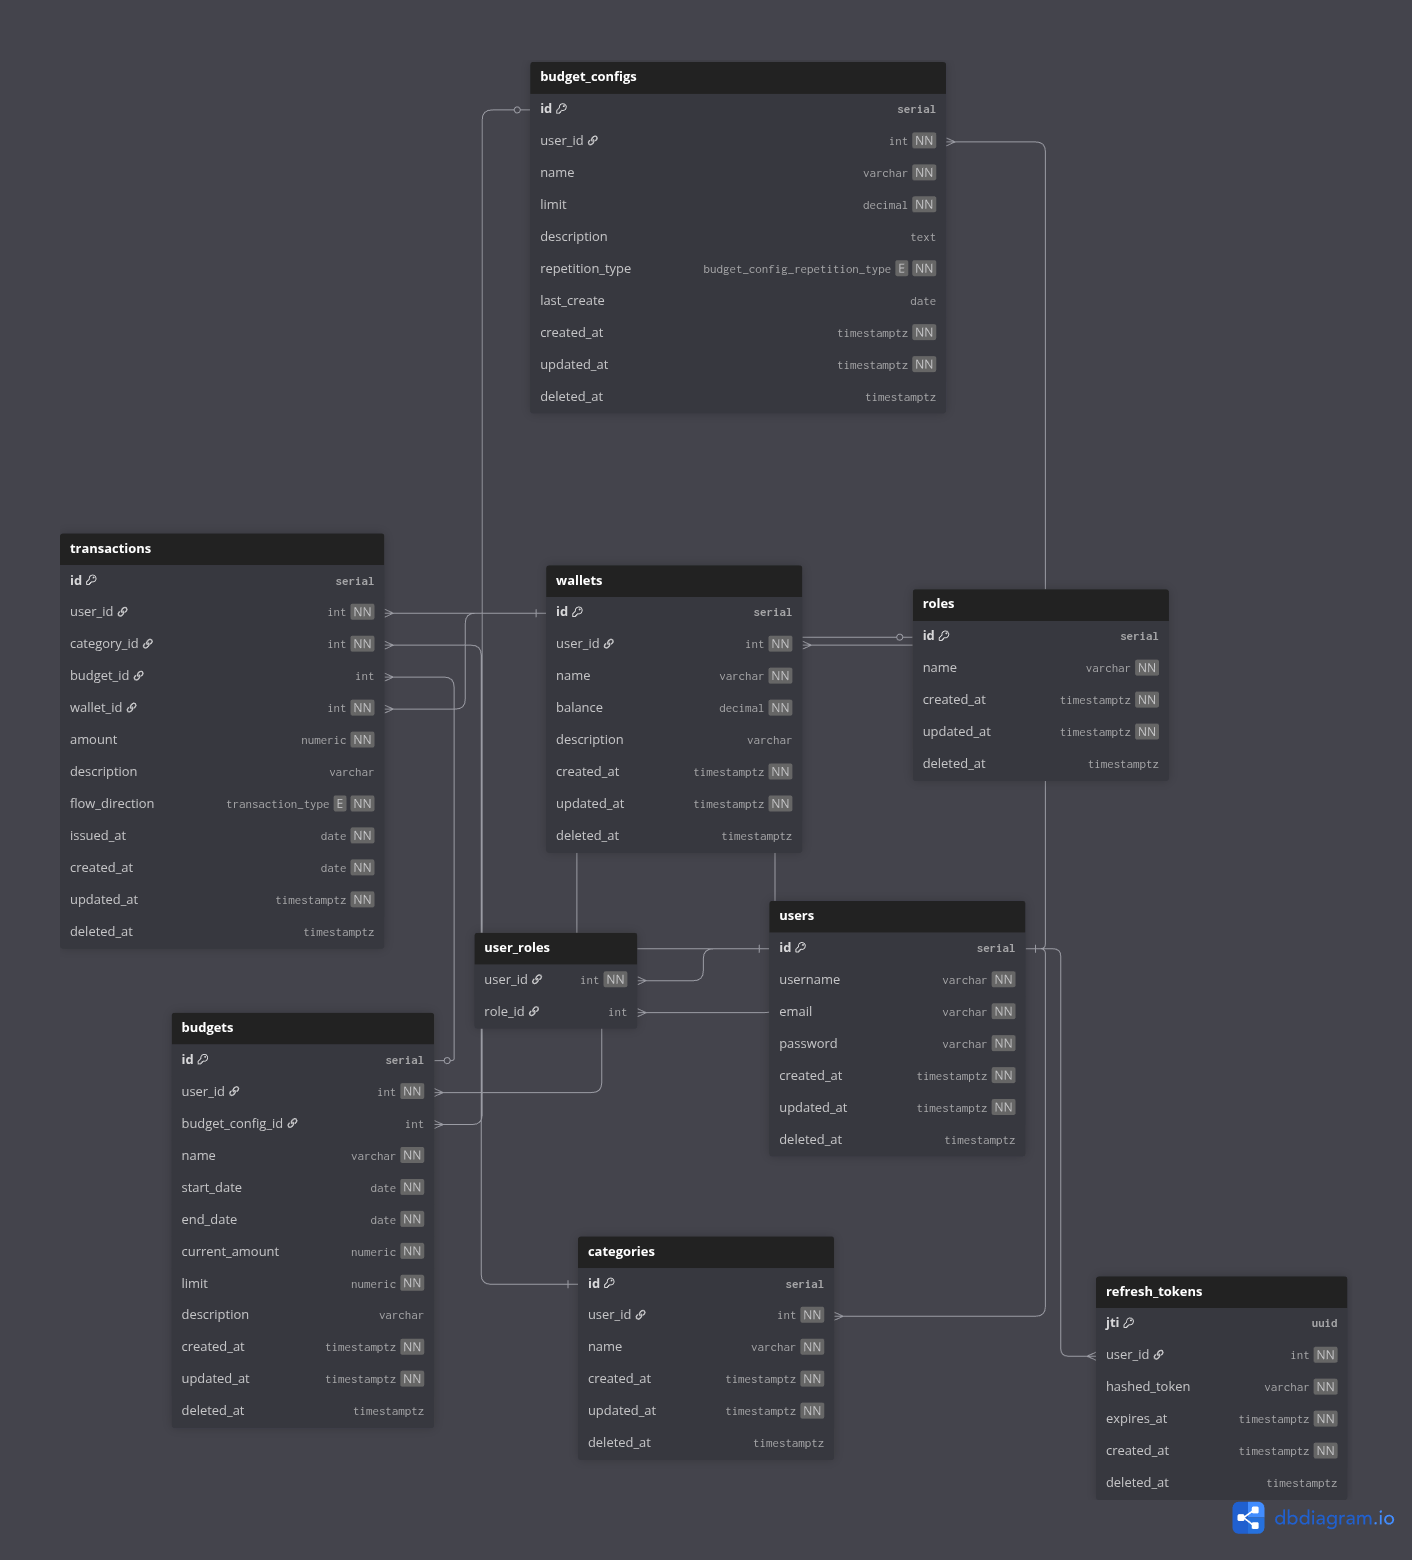 budget_configs
id serial
user_id int NN
name varchar NN
limit decimal NN
description text
repetition_type budget_config_repetition_type E NN
last_create date
created_at timestamptz NN
updated_at timestamptz NN
deleted_at timestamptz
transactions
id serial
user_id int NN
category_id int NN
budget_id int
wallet_id int NN
amount numeric NN
description varchar
flow_direction transaction_type E NN
issued_at date NN
created_at date NN
updated_at timestamptz NN
deleted_at timestamptz
wallets
id serial
user_id int NN
name varchar NN
balance decimal NN
description varchar
created_at timestamptz NN
updated_at timestamptz NN
deleted_at timestamptz
roles
id serial
name varchar NN
created_at timestamptz NN
updated_at timestamptz NN
deleted_at timestamptz
user_roles
user_id int NN
role_id int
users
id serial
username varchar NN
email varchar NN
password varchar NN
created_at timestamptz NN
updated_at timestamptz NN
deleted_at timestamptz
budgets
id serial
user_id int NN
budget_config_id int
name varchar NN
start_date date NN
end_date date NN
current_amount numeric NN
limit numeric NN
description varchar
created_at timestamptz NN
updated_at timestamptz NN
deleted_at timestamptz
categories
id serial
user_id int NN
name varchar NN
created_at timestamptz NN
updated_at timestamptz NN
deleted_at timestamptz
refresh_tokens
jti uuid
user_id int NN
hashed_token varchar NN
expires_at timestamptz NN
created_at timestamptz NN
deleted_at timestamptz
dbdiagram.io